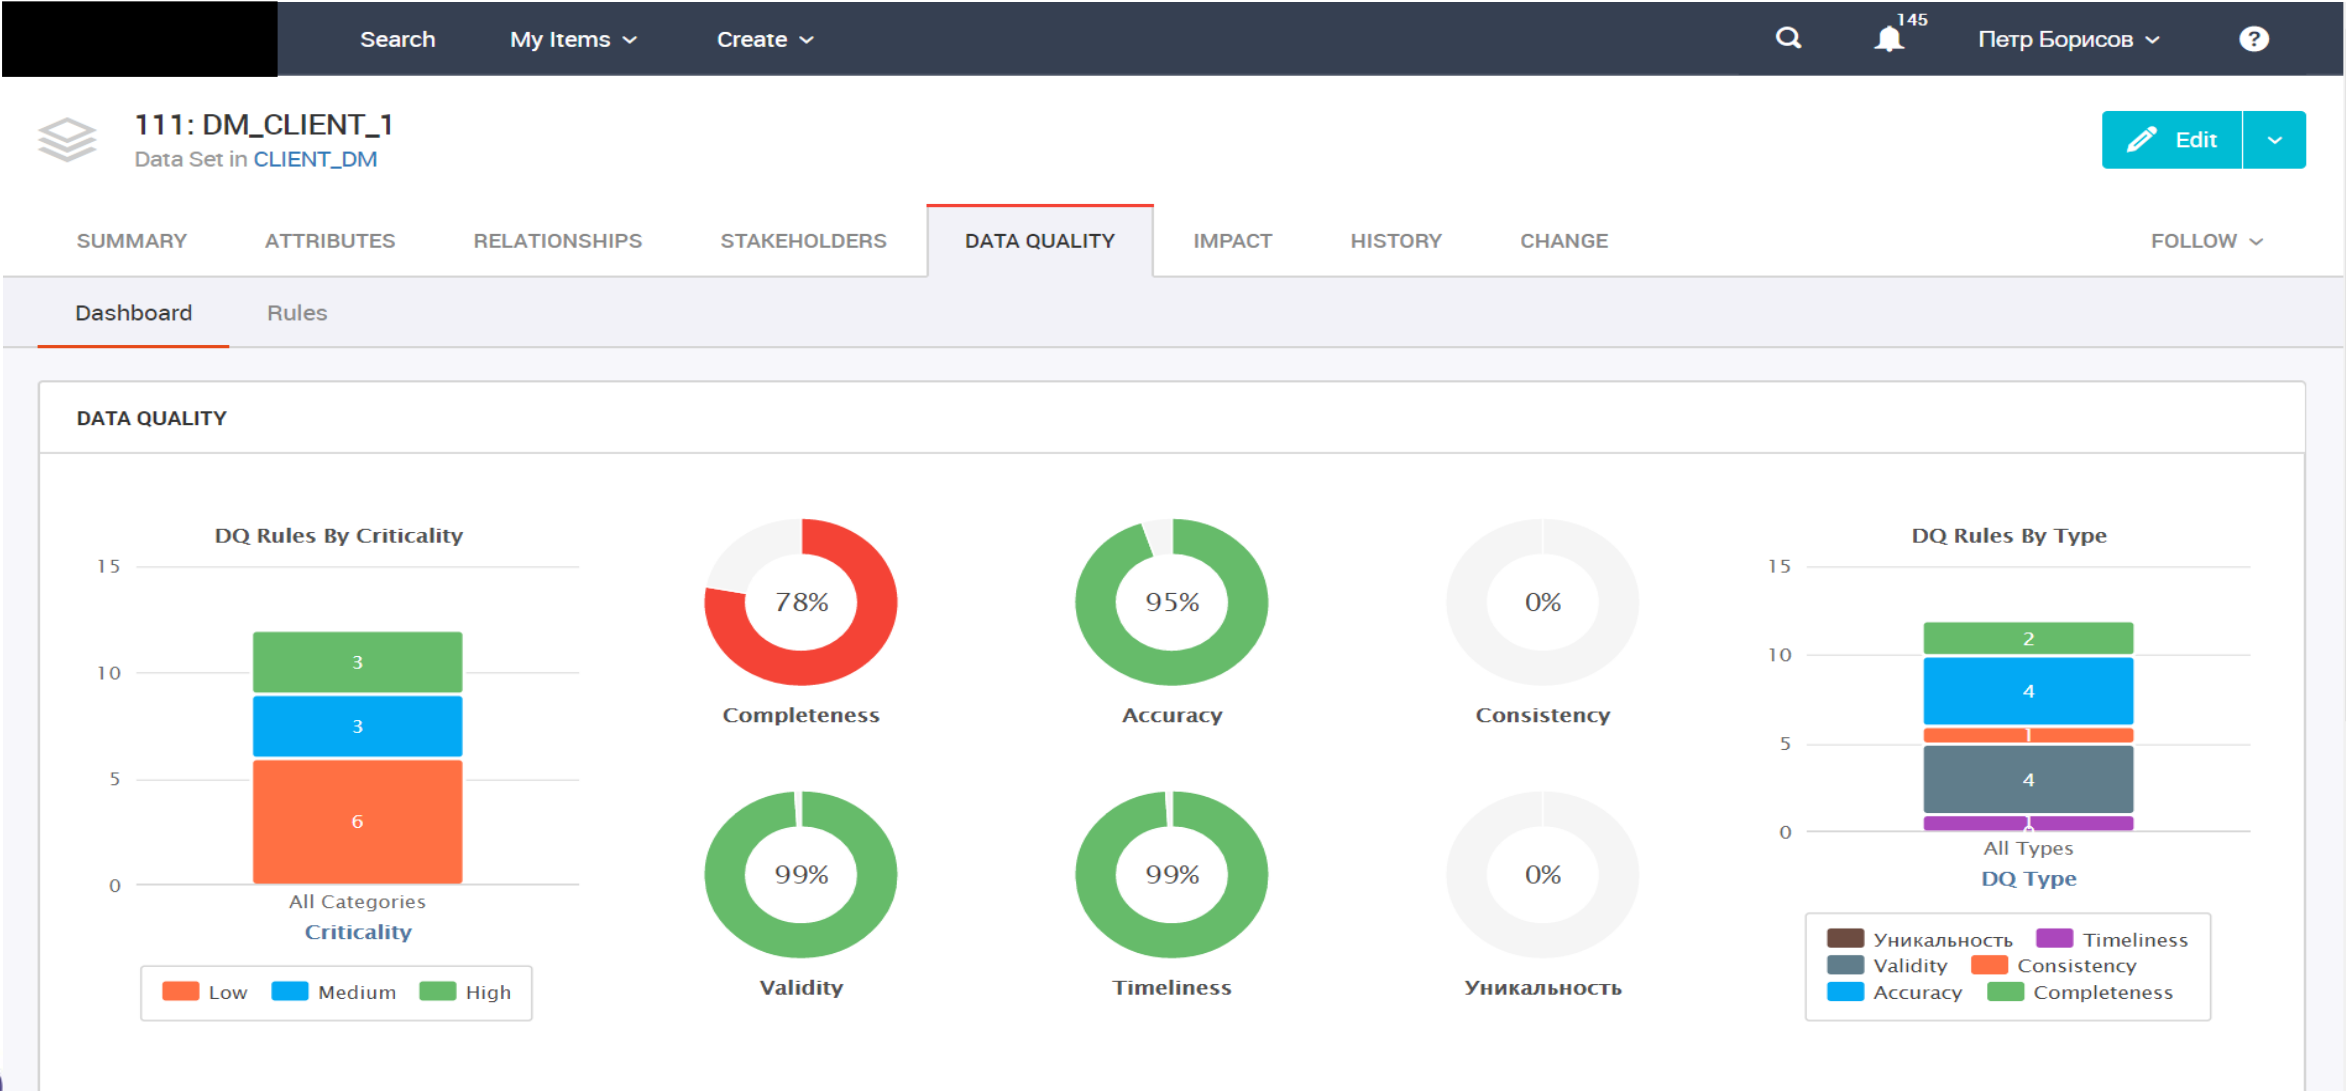 Search My Items Create 145 Петр Борисов ?
111: DM_CLIENT_1
Data Set in CLIENT_DM
Edit
SUMMARY ATTRIBUTES RELATIONSHIPS STAKEHOLDERS DATA QUALITY IMPACT HISTORY CHANGE FOLLOW
Dashboard Rules
DATA QUALITY
DQ Rules By Criticality
15
10
5
0
3
3
6
All Categories
Criticality
Low Medium High
78%
Completeness
95%
Accuracy
0%
Consistency
99%
Validity
99%
Timeliness
0%
Уникальность
DQ Rules By Type
15
10
5
0
2
4
1
4
All Types
DQ Type
Уникальность Timeliness
Validity Consistency
Accuracy Completeness